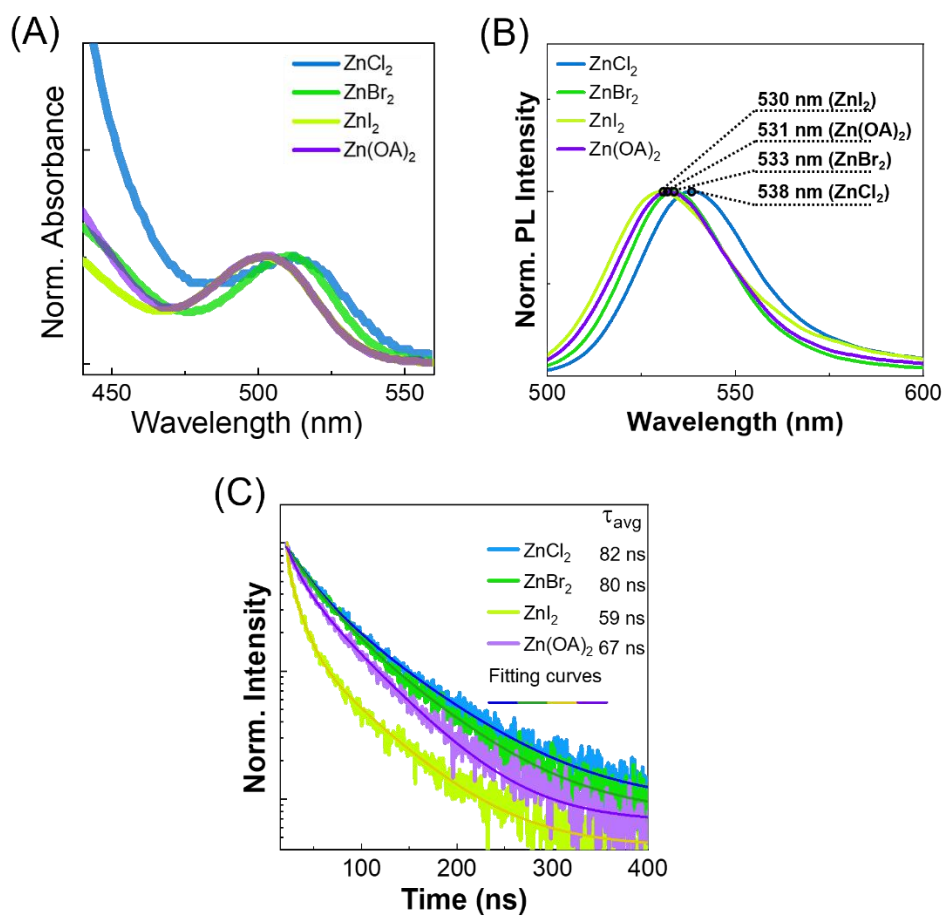 (A)
ZnCl₂
ZnBr₂
ZnI₂
Zn(OA)₂
Norm. Absorbance
450 500 550
Wavelength (nm)
(B)
ZnCl₂
ZnBr₂
ZnI₂
Zn(OA)₂
530 nm (ZnI₂)
531 nm (Zn(OA)₂)
533 nm (ZnBr₂)
538 nm (ZnCl₂)
Norm. PL Intensity
500 550 600
Wavelength (nm)
(C)
τavg
ZnCl₂ 82 ns
ZnBr₂ 80 ns
ZnI₂ 59 ns
Zn(OA)₂ 67 ns
Fitting curves
Norm. Intensity
100 200 300 400
Time (ns)